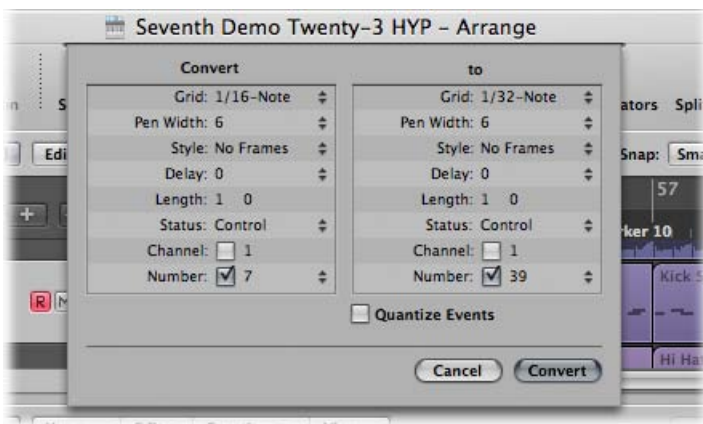 Seventh Demo Twenty-3 HYP - Arrange
Convert
Grid: 1/16-Note
Pen Width: 6
Style: No Frames
Delay: 0
Length: 1 0
Status: Control
Channel: 1
Number: 7
to
Grid: 1/32-Note
Pen Width: 6
Style: No Frames
Delay: 0
Length: 1 0
Status: Control
Channel: 1
Number: 39
Quantize Events
Cancel Convert
S
Edi
R M
ators Spli
Snap: Sma
57
ker 10
Kick S
Hi Ha